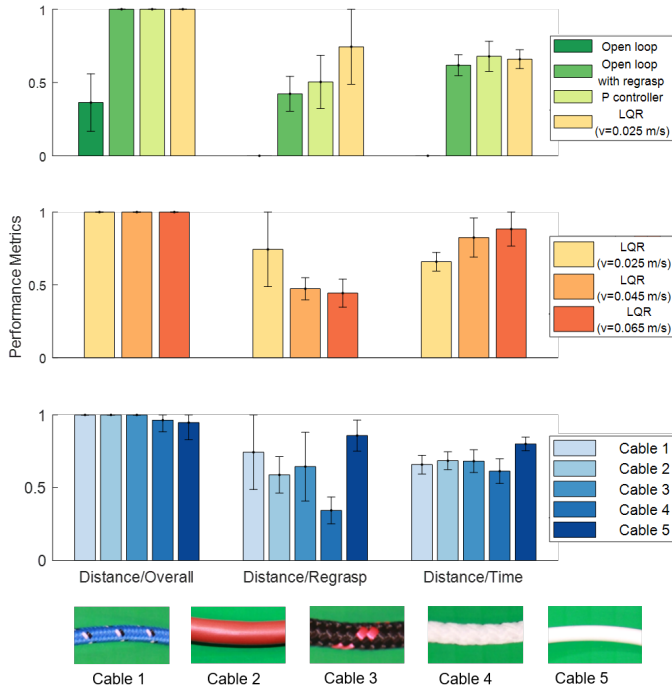 1
0.5
0
Open loop
Open loop
with regrasp
P controller
LQR
(v=0.025 m/s)
Performance Metrics
1
0.5
0
LQR
(v=0.025 m/s)
LQR
(v=0.045 m/s)
LQR
(v=0.065 m/s)
1
0.5
0
Cable 1
Cable 2
Cable 3
Cable 4
Cable 5
Distance/Overall
Distance/Regrasp
Distance/Time
Cable 1
Cable 2
Cable 3
Cable 4
Cable 5